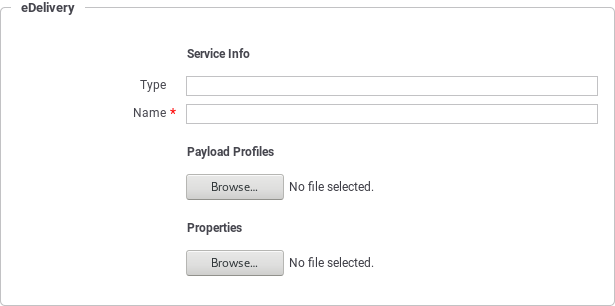 eDelivery
Service Info
Type
Name *
Payload Profiles
Browse... No file selected.
Properties
Browse... No file selected.